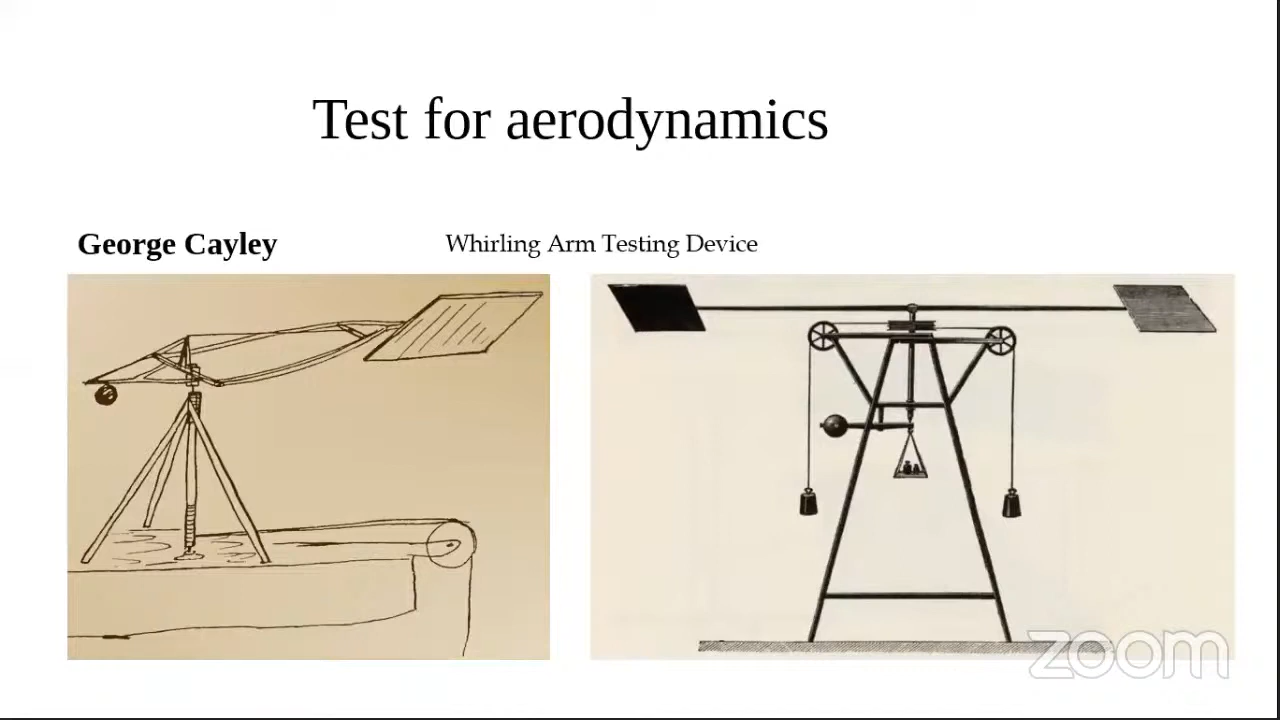 Test for aerodynamics
George Cayley
Whirling Arm Testing Device
zoom